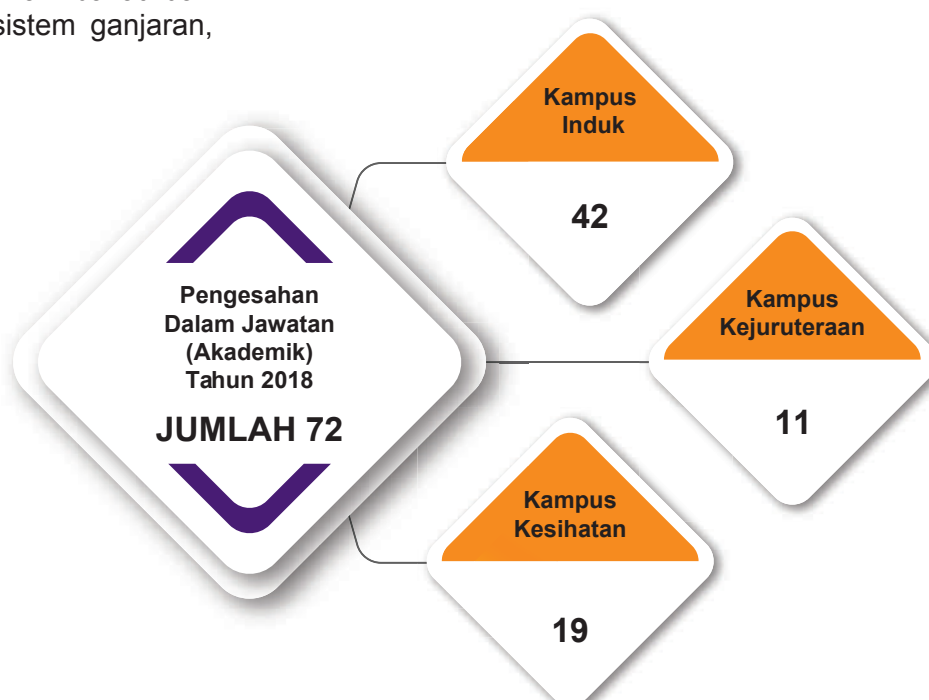 sistem ganjaran,
Kampus
Induk
42
Pengesahan
Dalam Jawatan
(Akademik)
Tahun 2018
JUMLAH 72
Kampus
Kejuruteraan
11
Kampus
Kesihatan
19